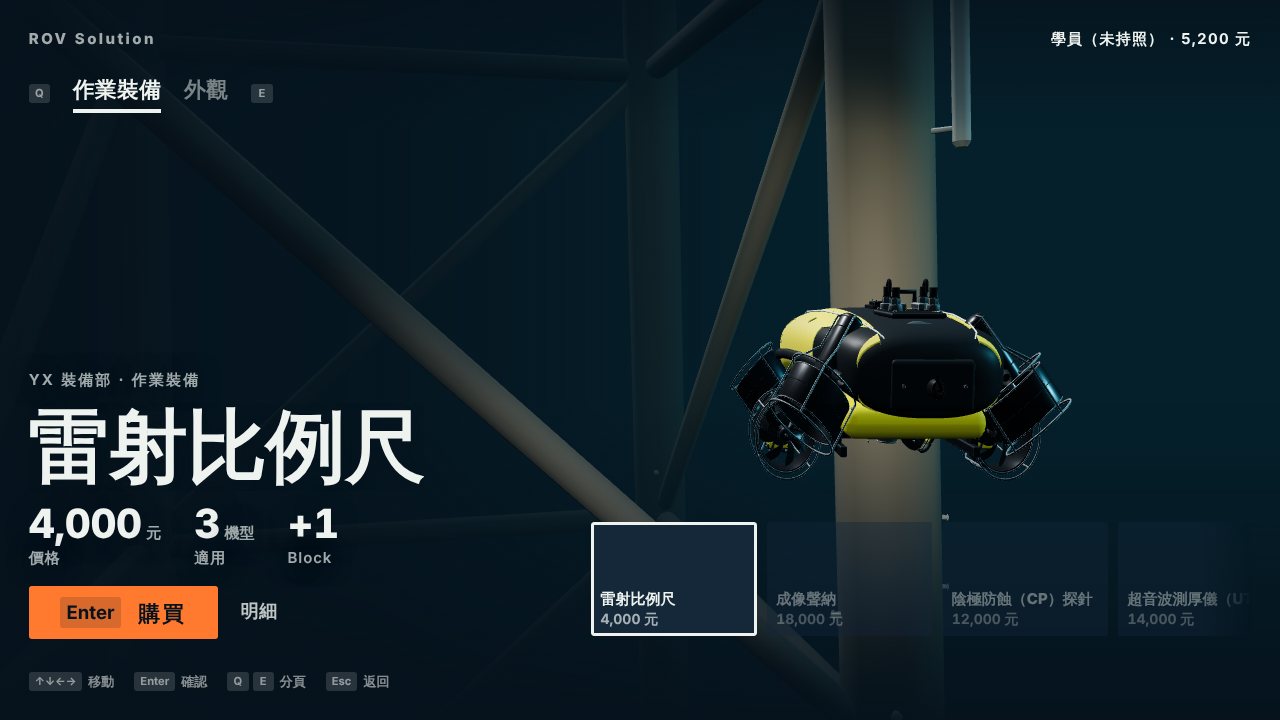 ROV Solution
學員（未持照） · 5,200 元
Q 作業裝備 外觀 E
YX 裝備部 · 作業裝備
雷射比例尺
4,000 元 3 機型 +1
價格 適用 Block
Enter 購買 明細
雷射比例尺 成像聲納 陰極防蝕（CP）探針 超音波測厚儀（UT
4,000 元 18,000 元 12,000 元 14,000 元
↑↓←→ 移動 Enter 確認 Q E 分頁 Esc 返回